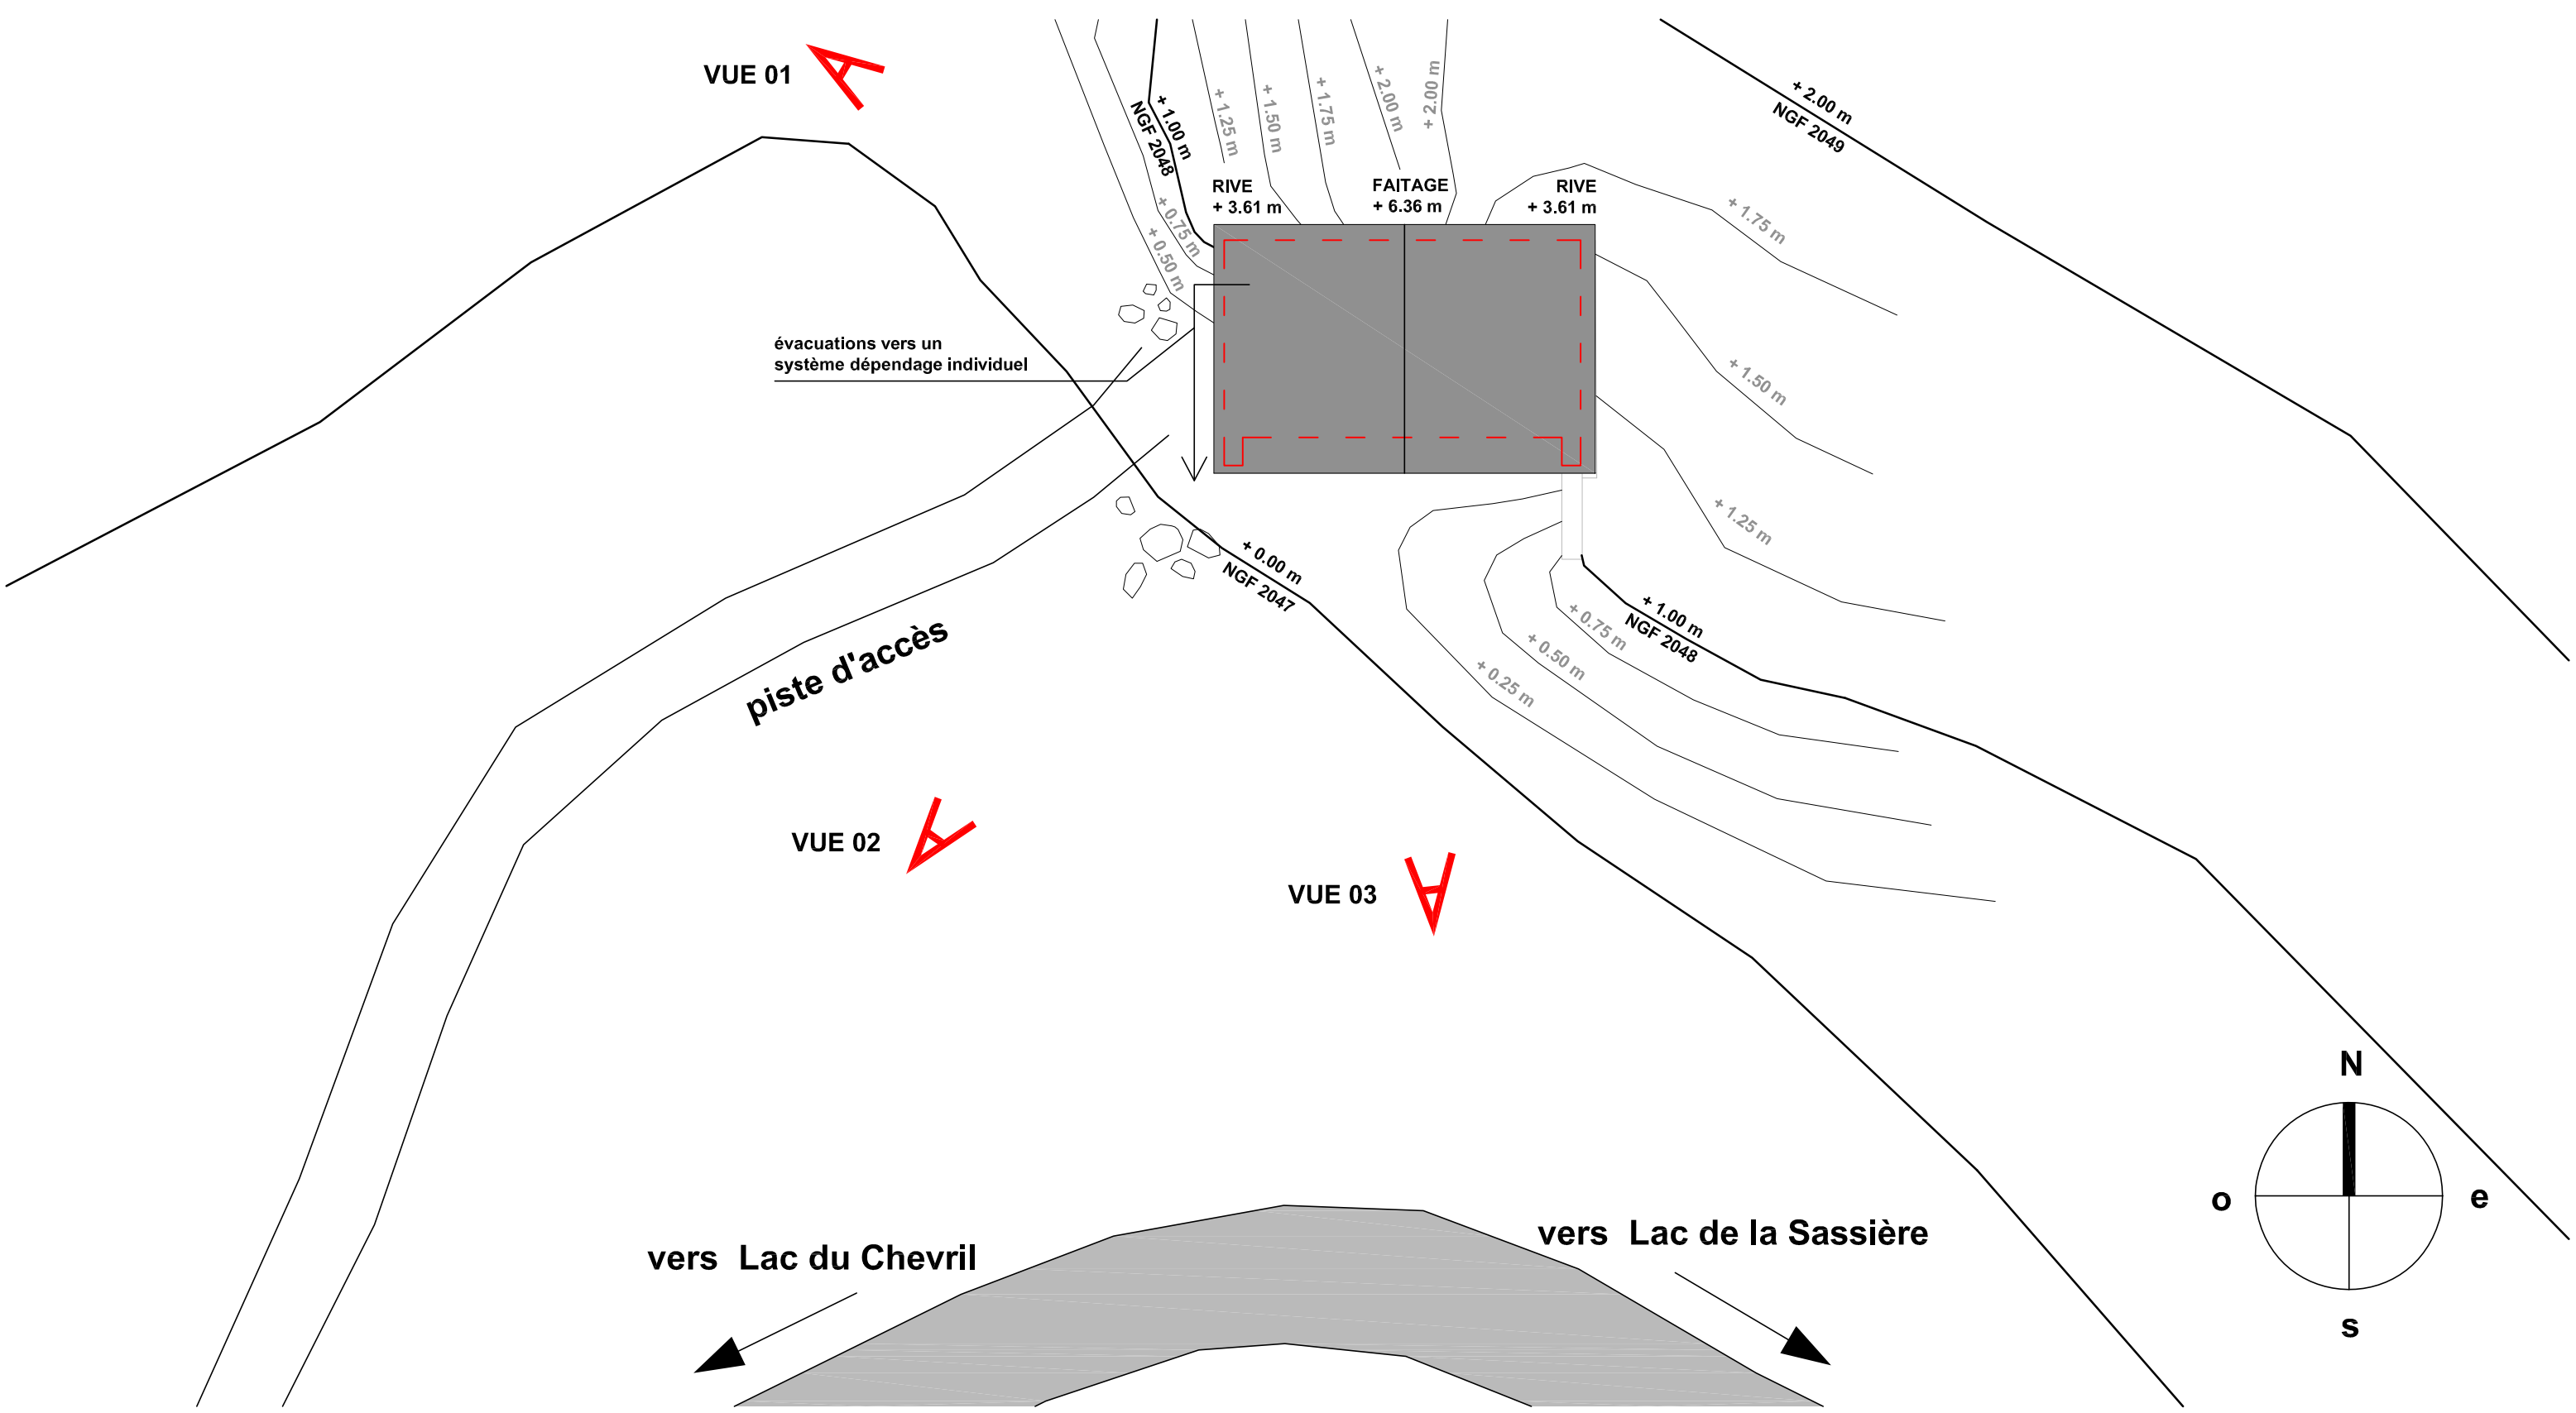 VUE 01
+ 1.00 m
NGF 2048
+ 1.25 m
+ 1.50 m
+ 1.75 m
+ 2.00 m
+ 2.00 m
+ 2.00 m
NGF 2049
RIVE
+ 3.61 m
FAITAGE
+ 6.36 m
RIVE
+ 3.61 m
+ 0.75 m
+ 0.50 m
+ 1.75 m
évacuations vers un
système dépendage individuel
+ 1.50 m
+ 1.25 m
+ 0.00 m
NGF 2047
+ 1.00 m
NGF 2048
+ 0.75 m
+ 0.50 m
+ 0.25 m
piste d'accès
VUE 02
VUE 03
N
o
e
s
vers Lac du Chevril
vers Lac de la Sassière